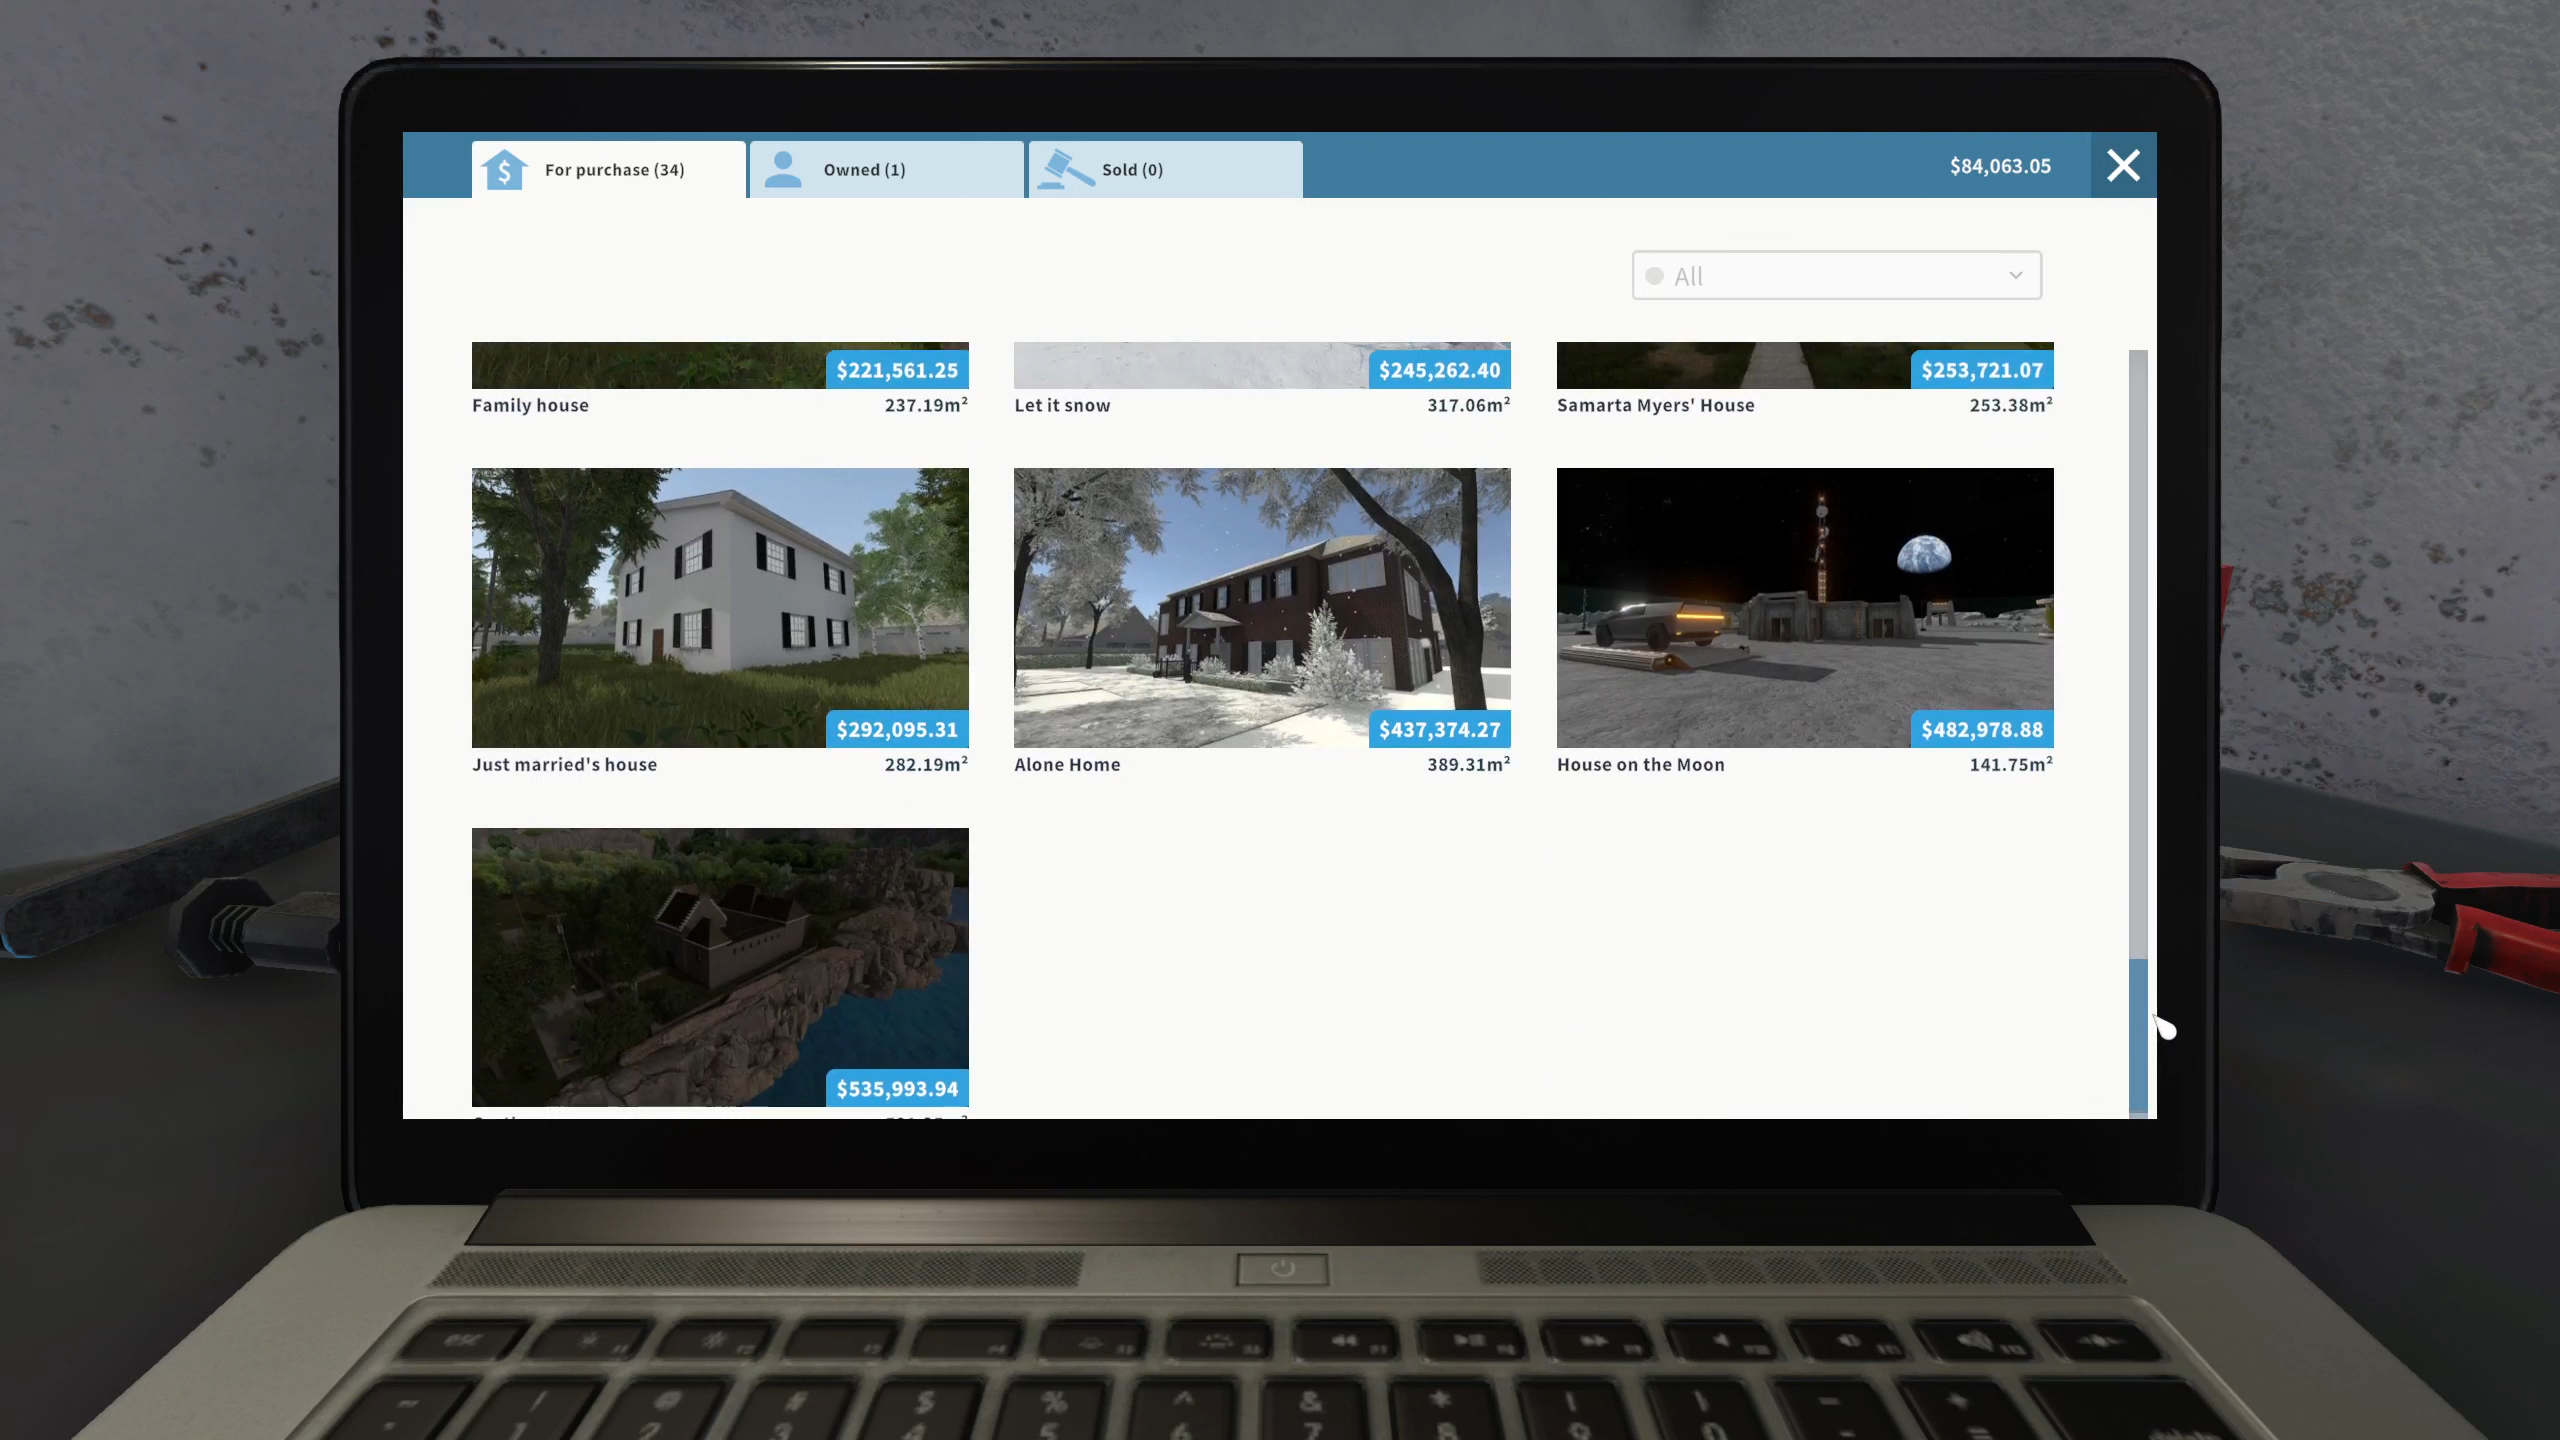 For purchase (34)
Owned (1)
Sold (0)
$84,063.05
All
$221,561.25
$245,262.40
$253,721.07
Family house 237.19m²
Let it snow 317.06m²
Samarta Myers' House 253.38m²
$292,095.31
$437,374.27
$482,978.88
Just married's house 282.19m²
Alone Home 389.31m²
House on the Moon 141.75m²
$535,993.94
esc